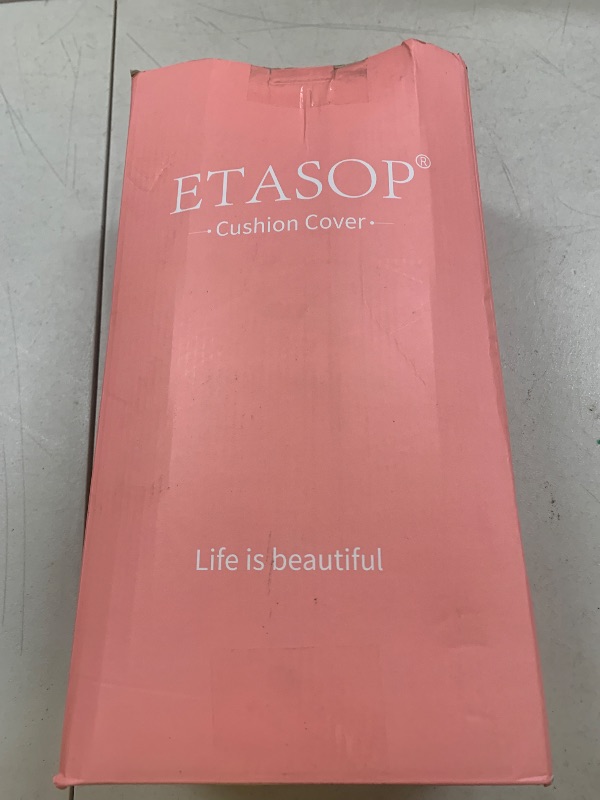 ETASOP®
Cushion Cover
Life is beautiful